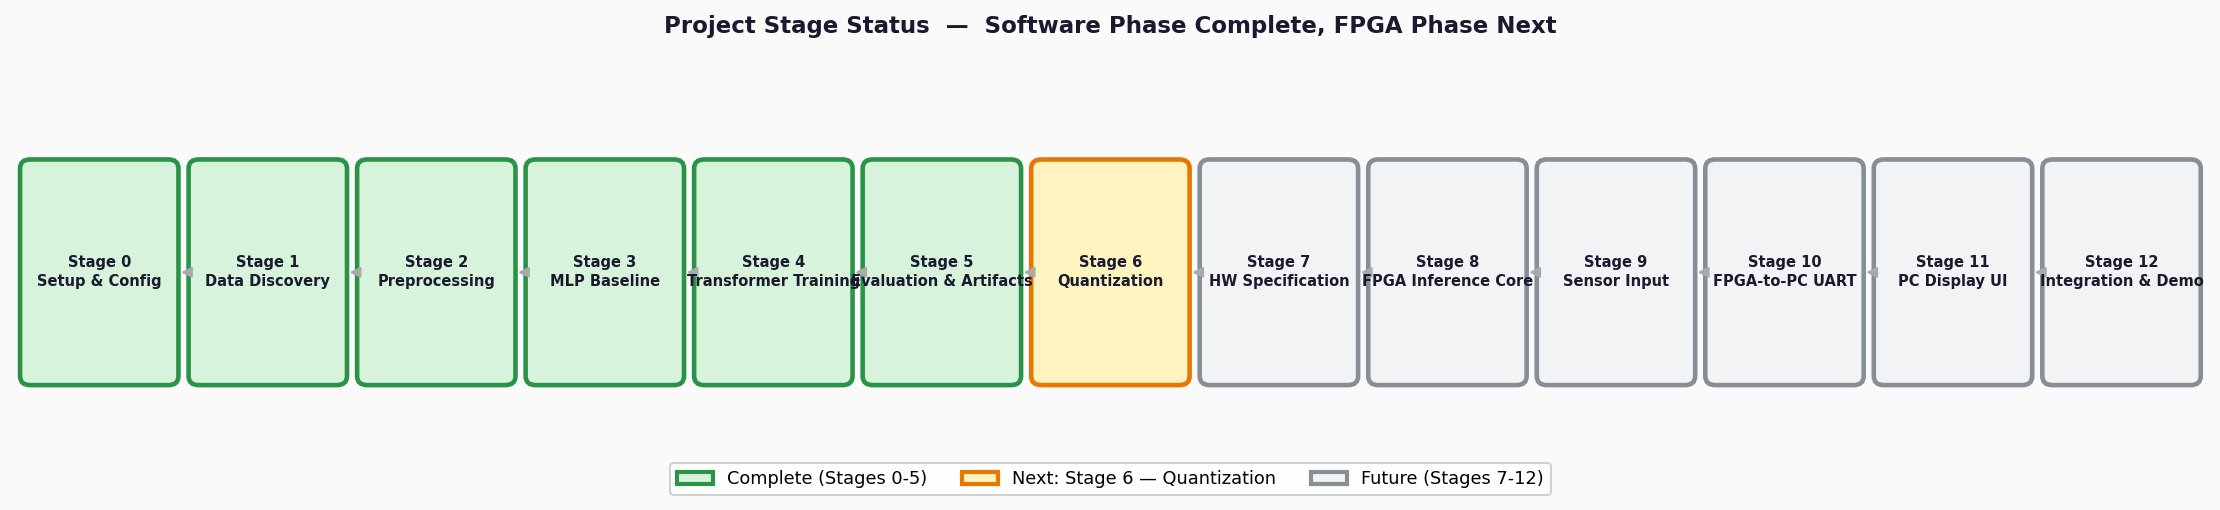 Project Stage Status — Software Phase Complete, FPGA Phase Next
Stage 0
Setup & Config
Stage 1
Data Discovery
Stage 2
Preprocessing
Stage 3
MLP Baseline
Stage 4
Transformer Training
Stage 5
Evaluation & Artifacts
Stage 6
Quantization
Stage 7
HW Specification
Stage 8
FPGA Inference Core
Stage 9
Sensor Input
Stage 10
FPGA-to-PC UART
Stage 11
PC Display UI
Stage 12
Integration & Demo
Complete (Stages 0-5)
Next: Stage 6 — Quantization
Future (Stages 7-12)